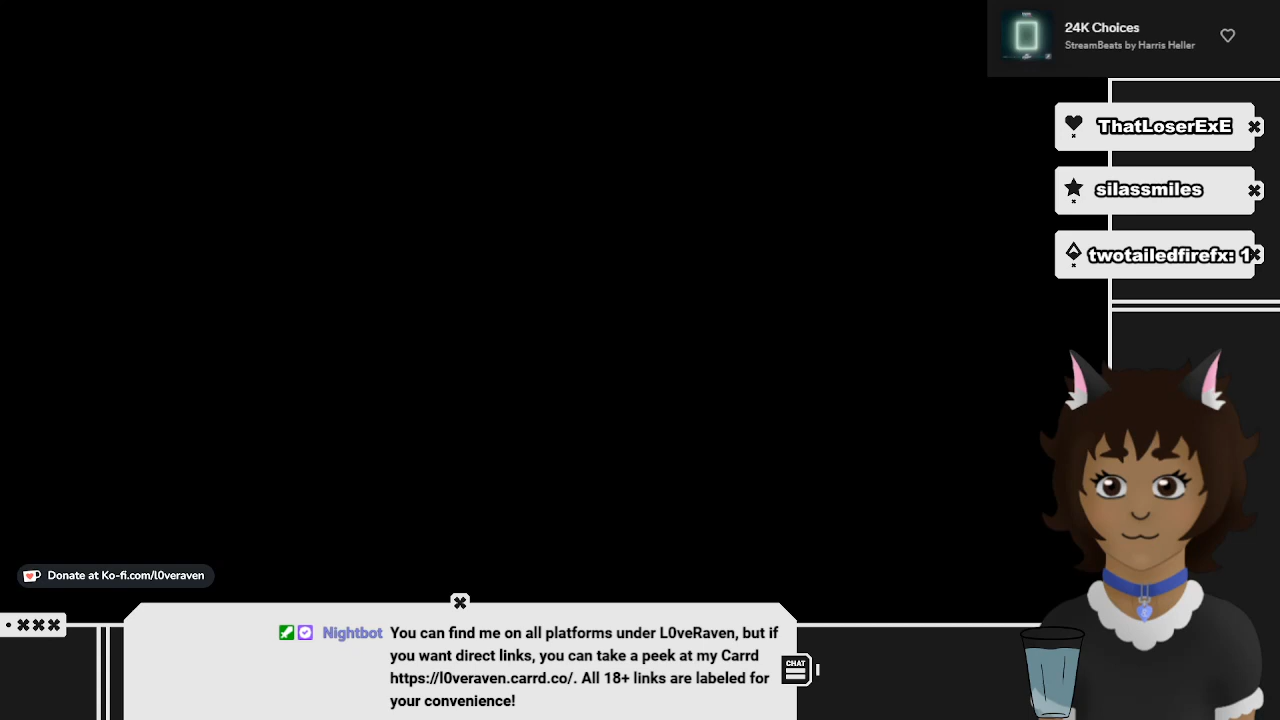 24K Choices
StreamBeats by Harris Heller
ThatLoserExE
silassmiles
twotailedfirefx: 1
Donate at Ko-fi.com/l0veraven
Nightbot You can find me on all platforms under L0veRaven, but if
you want direct links, you can take a peek at my Carrd
https://l0veraven.carrd.co/. All 18+ links are labeled for
your convenience!
CHAT